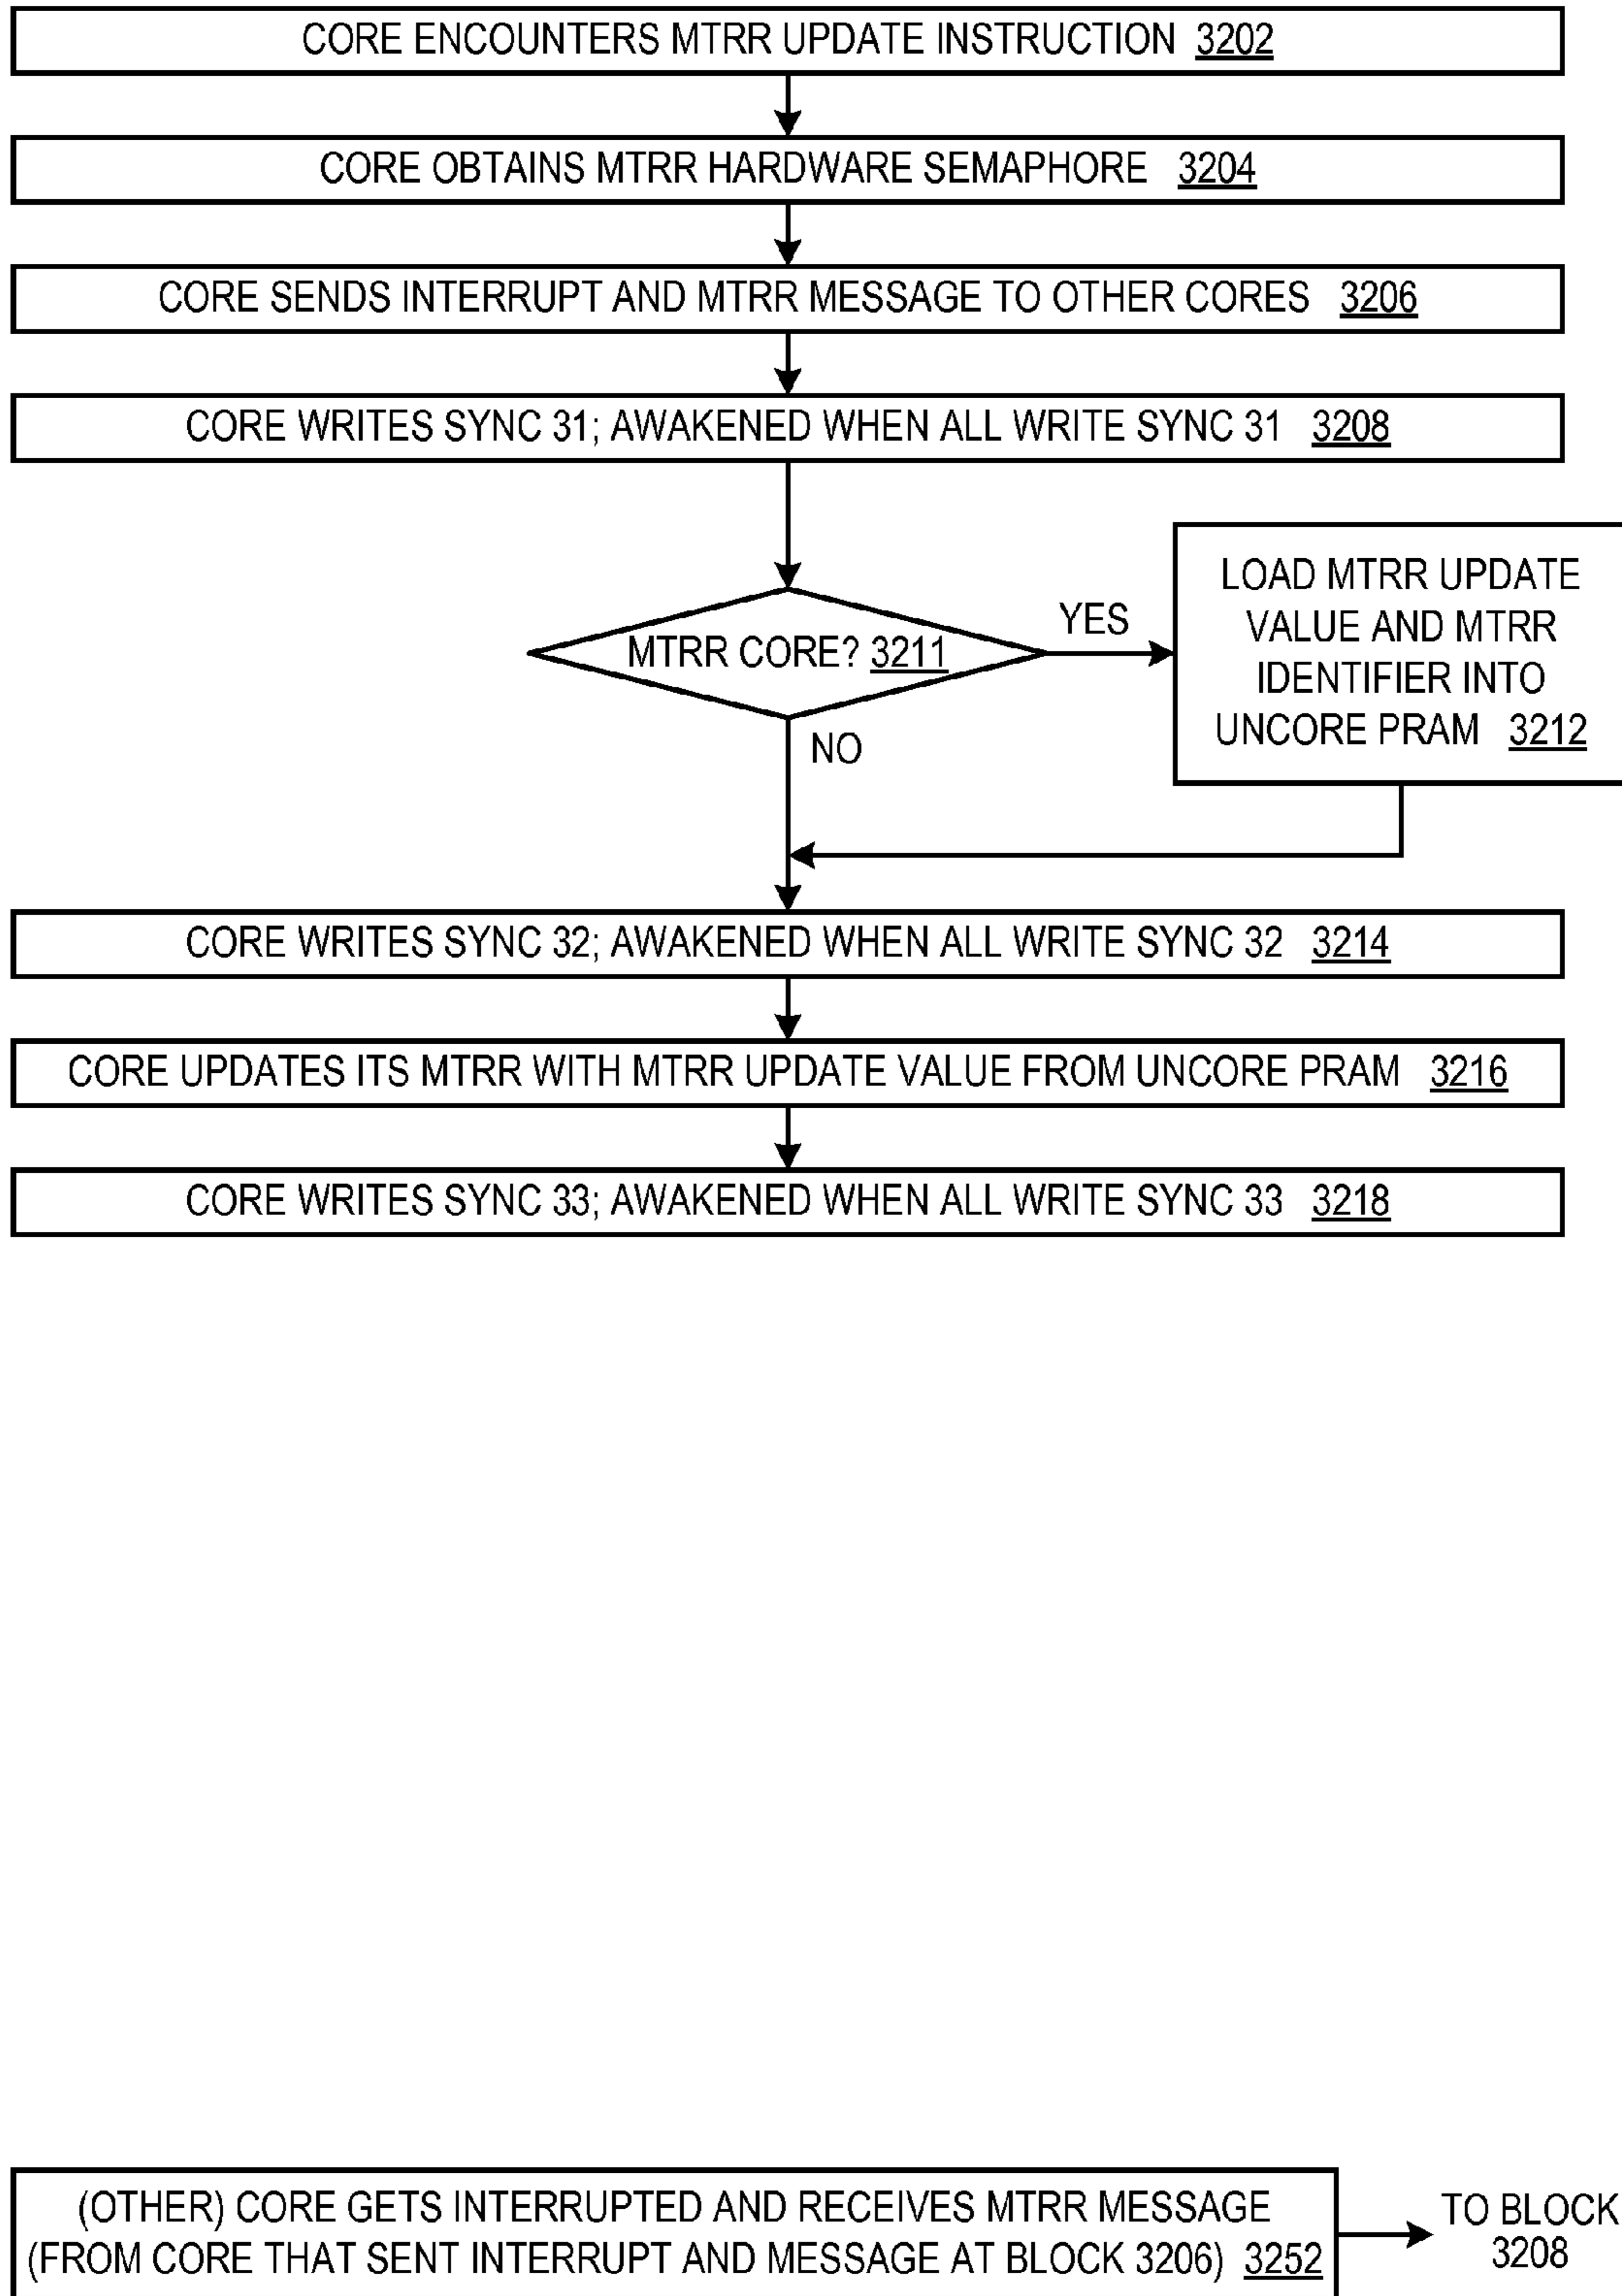 CORE ENCOUNTERS MTRR UPDATE INSTRUCTION 3202
CORE OBTAINS MTRR HARDWARE SEMAPHORE 3204
CORE SENDS INTERRUPT AND MTRR MESSAGE TO OTHER CORES 3206
CORE WRITES SYNC 31; AWAKENED WHEN ALL WRITE SYNC 31 3208
MTRR CORE? 3211
YES
LOAD MTRR UPDATE
VALUE AND MTRR
IDENTIFIER INTO
UNCORE PRAM 3212
NO
CORE WRITES SYNC 32; AWAKENED WHEN ALL WRITE SYNC 32 3214
CORE UPDATES ITS MTRR WITH MTRR UPDATE VALUE FROM UNCORE PRAM 3216
CORE WRITES SYNC 33; AWAKENED WHEN ALL WRITE SYNC 33 3218
(OTHER) CORE GETS INTERRUPTED AND RECEIVES MTRR MESSAGE
(FROM CORE THAT SENT INTERRUPT AND MESSAGE AT BLOCK 3206) 3252
TO BLOCK
3208